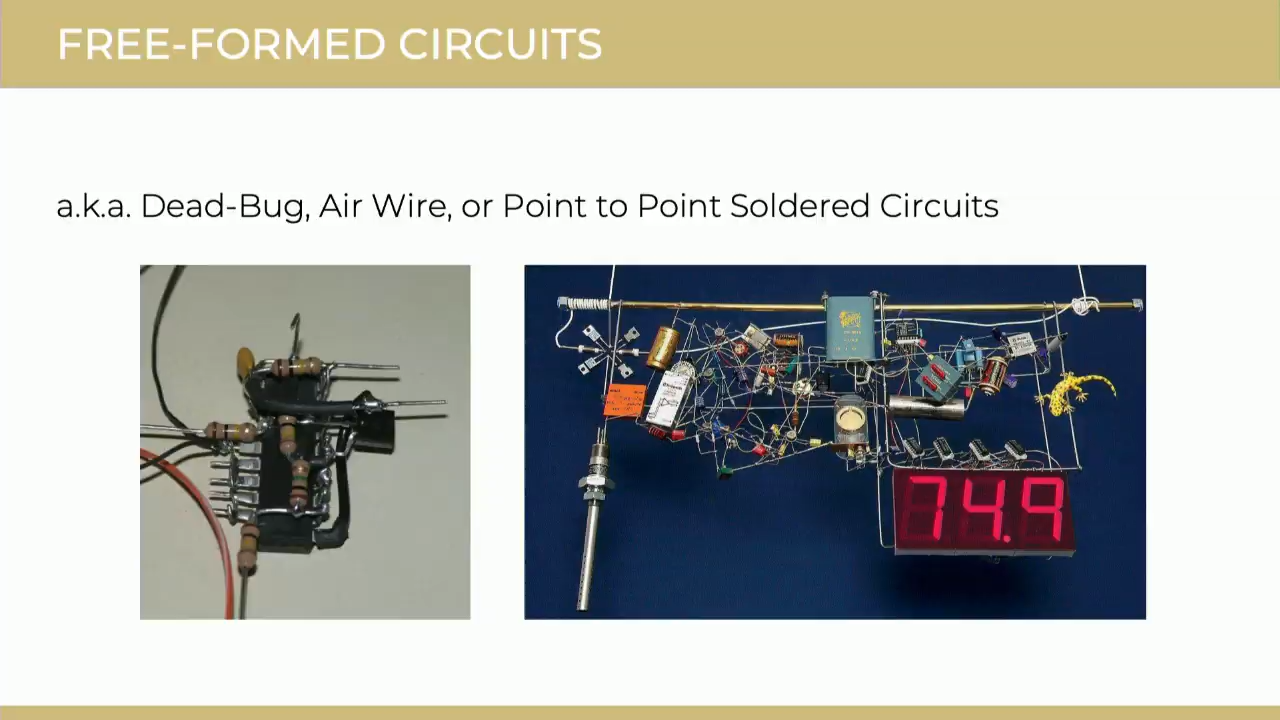 FREE-FORMED CIRCUITS
a.k.a. Dead-Bug, Air Wire, or Point to Point Soldered Circuits
74.9